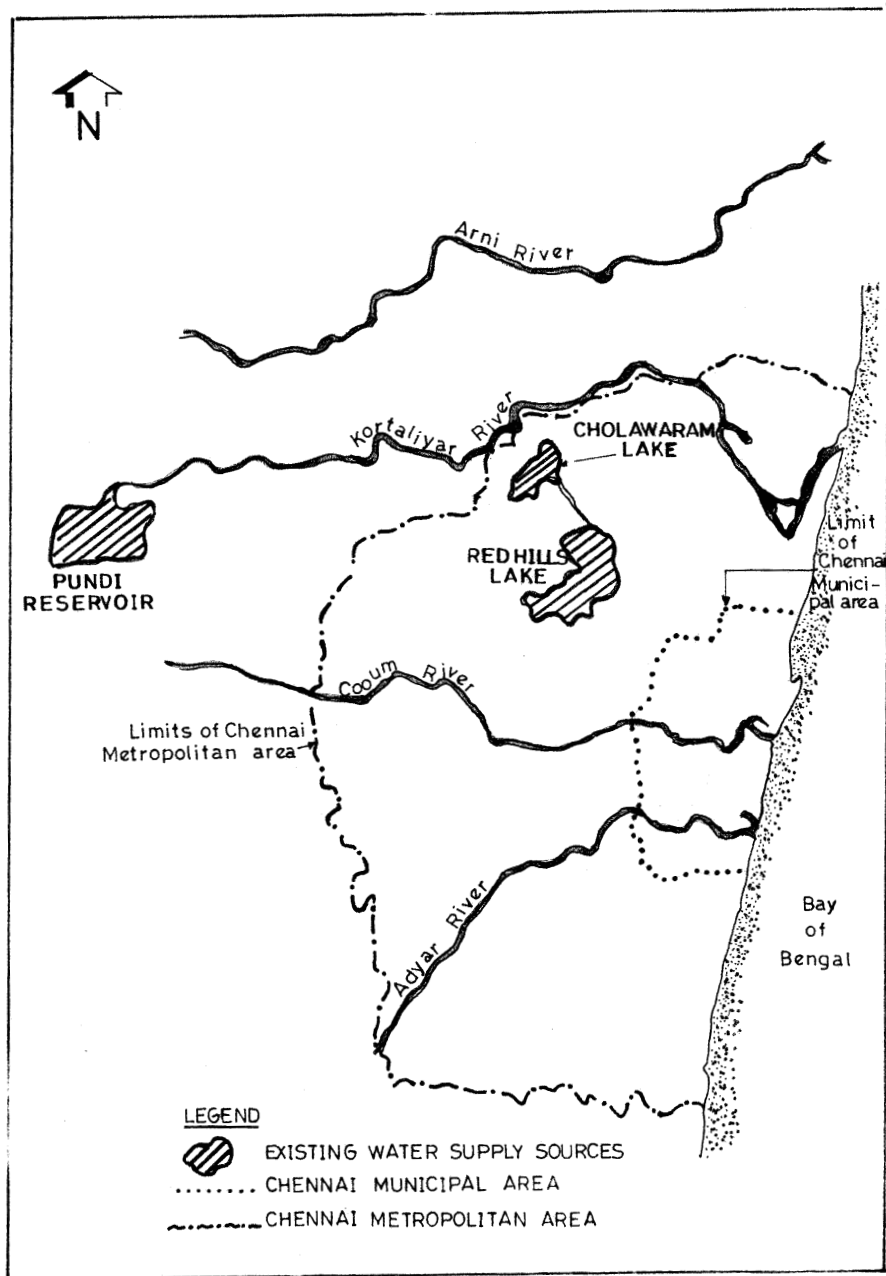 N
Arni River
Kortaliyar River
CHOLAWARAM
LAKE
PUNDI
RESERVOIR
REDHILLS
LAKE
Limit
of
Chennai
Munici-
pal area
Cooum River
Limits of Chennai
Metropolitan area
Adyar River
Bay
of
Bengal
LEGEND
EXISTING WATER SUPPLY SOURCES
CHENNAI MUNICIPAL AREA
CHENNAI METROPOLITAN AREA